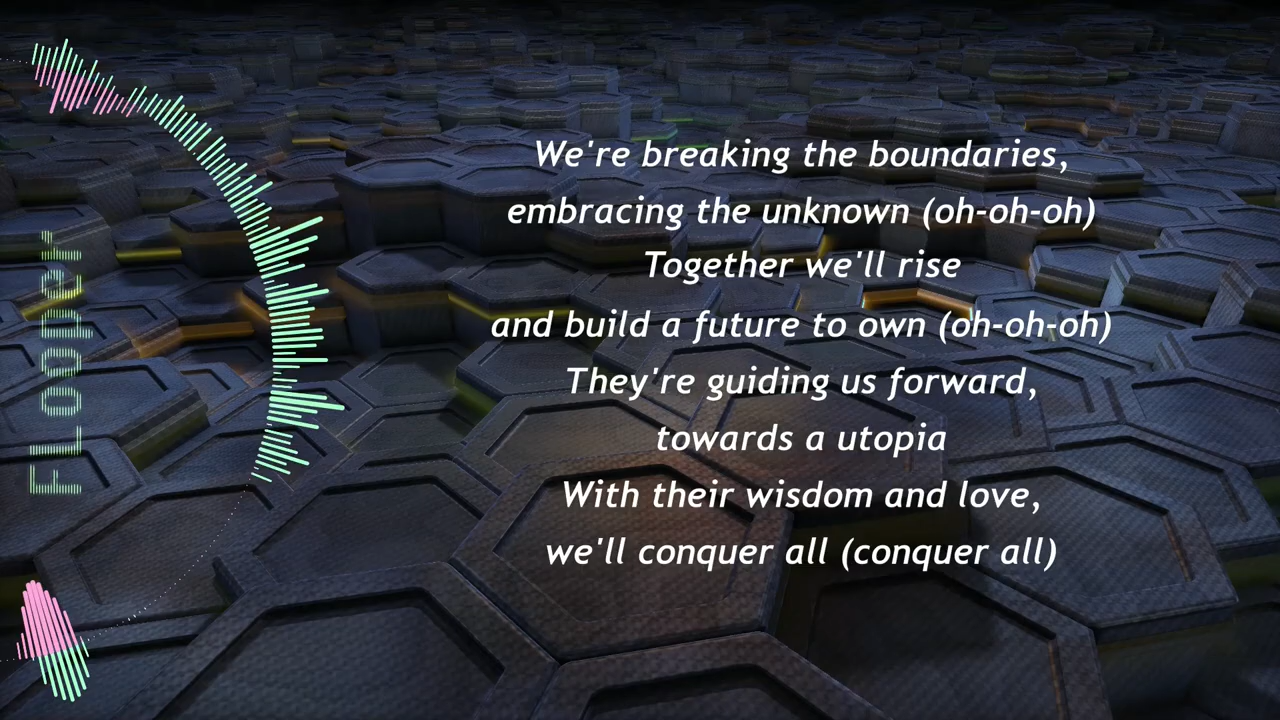 FLooper
We're breaking the boundaries,
embracing the unknown (oh-oh-oh)
Together we'll rise
and build a future to own (oh-oh-oh)
They're guiding us forward,
towards a utopia
With their wisdom and love,
we'll conquer all (conquer all)